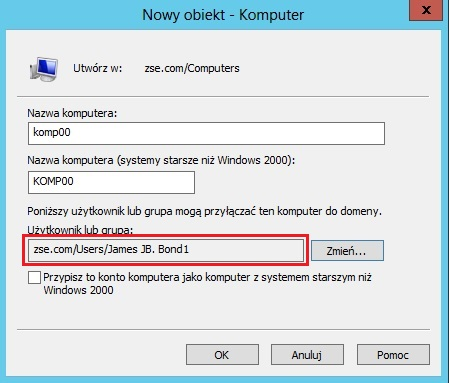 Nowy obiekt - Komputer
x
Utwórz w: zse.com/Computers
Nazwa komputera:
komp00
Nazwa komputera (systemy starsze niż Windows 2000):
KOMP00
Poniższy użytkownik lub grupa mogą przyłączać ten komputer do domeny.
Użytkownik lub grupa:
zse.com/Users/James JB. Bond1
Zmień...
Przypisz to konto komputera jako komputer z systemem starszym niż
Windows 2000
OK Anuluj Pomoc